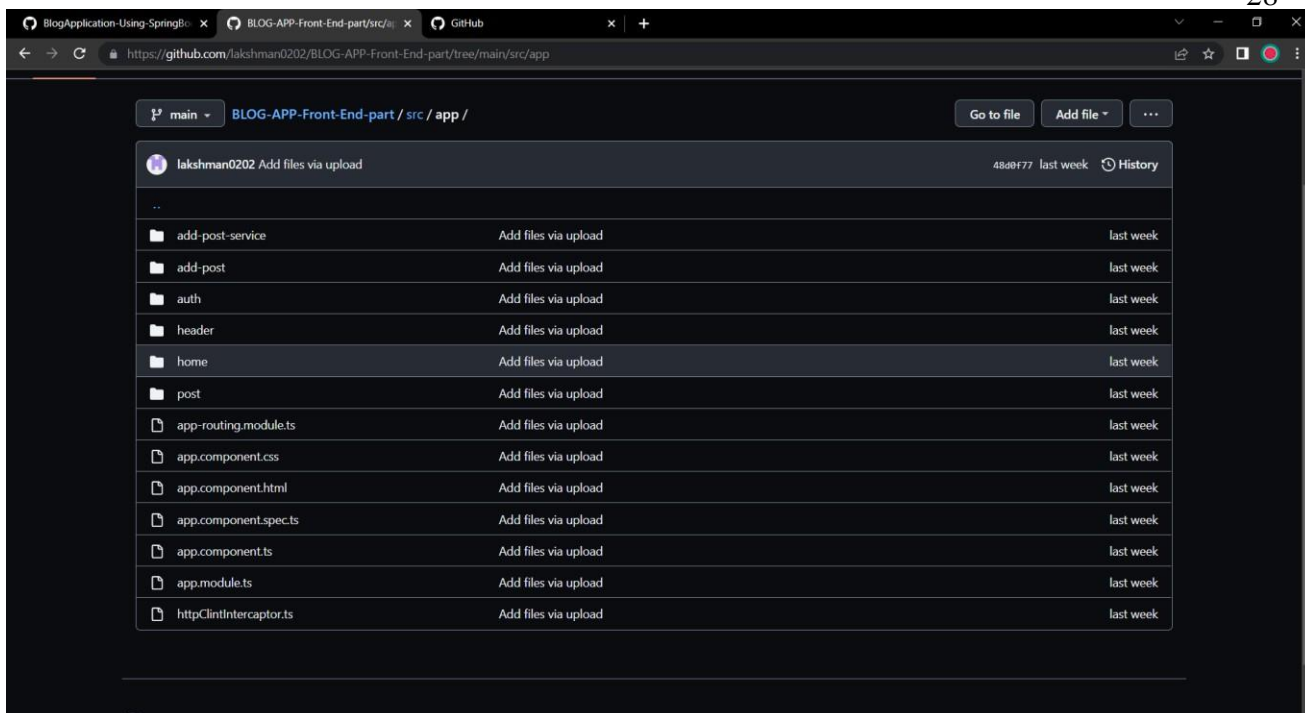 28
BlogApplication-Using-SpringBo
BLOG-APP-Front-End-part/src/ap
GitHub
https://github.com/lakshman0202/BLOG-APP-Front-End-part/tree/main/src/app
main BLOG-APP-Front-End-part / src / app / Go to file Add file ...
lakshman0202 Add files via upload 48d0f77 last week History
..
add-post-service Add files via upload last week
add-post Add files via upload last week
auth Add files via upload last week
header Add files via upload last week
home Add files via upload last week
post Add files via upload last week
app-routing.module.ts Add files via upload last week
app.component.css Add files via upload last week
app.component.html Add files via upload last week
app.component.spec.ts Add files via upload last week
app.component.ts Add files via upload last week
app.module.ts Add files via upload last week
httpClintIntercaptor.ts Add files via upload last week